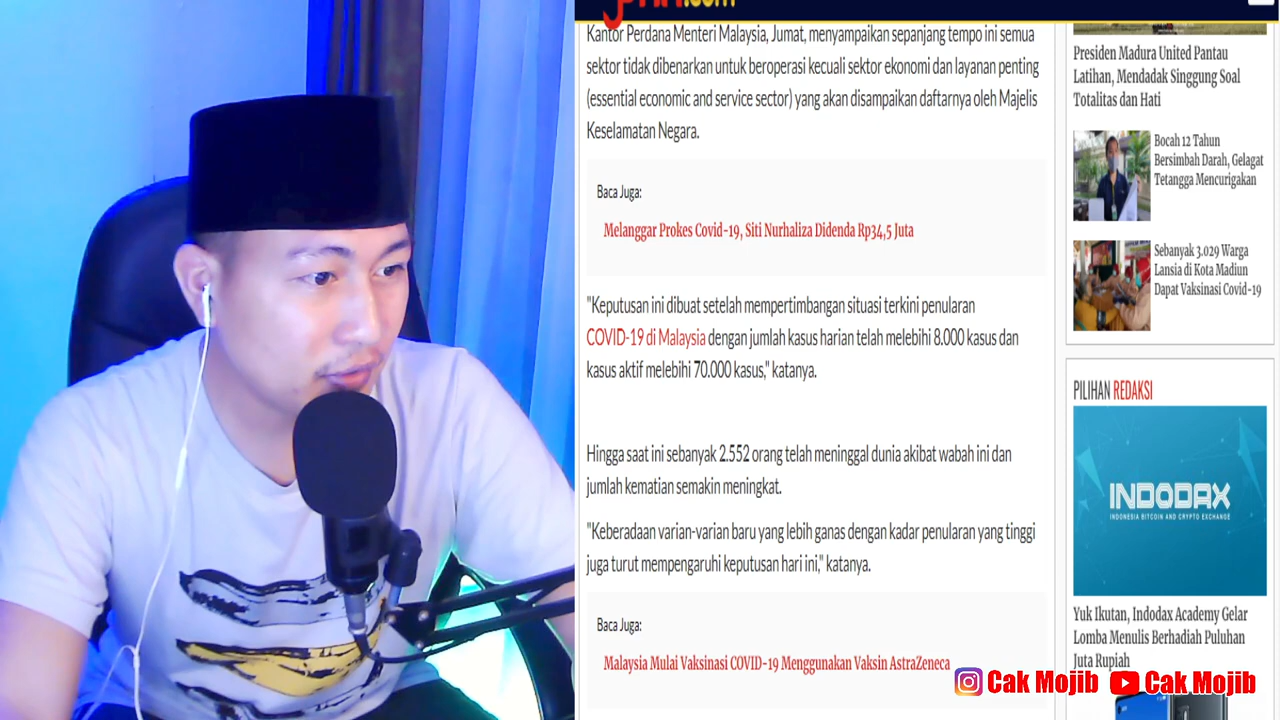 jpnn.com
Kantor Perdana Menteri Malaysia, Jumat, menyampaikan sepanjang tempo ini semua
sektor tidak dibenarkan untuk beroperasi kecuali sektor ekonomi dan layanan penting
(essential economic and service sector) yang akan disampaikan daftarnya oleh Majelis
Keselamatan Negara.
Baca Juga:
Melanggar Prokes Covid-19, Siti Nurhaliza Didenda Rp34,5 Juta
"Keputusan ini dibuat setelah mempertimbangan situasi terkini penularan
COVID-19 di Malaysia dengan jumlah kasus harian telah melebihi 8.000 kasus dan
kasus aktif melebihi 70.000 kasus," katanya.
Hingga saat ini sebanyak 2.552 orang telah meninggal dunia akibat wabah ini dan
jumlah kematian semakin meningkat.
"Keberadaan varian-varian baru yang lebih ganas dengan kadar penularan yang tinggi
juga turut mempengaruhi keputusan hari ini," katanya.
Baca Juga:
Malaysia Mulai Vaksinasi COVID-19 Menggunakan Vaksin AstraZeneca
Presiden Madura United Pantau
Latihan, Mendadak Singgung Soal
Totalitas dan Hati
Bocah 12 Tahun
Bersimbah Darah, Gelagat
Tetangga Mencurigakan
Sebanyak 3.029 Warga
Lansia di Kota Madiun
Dapat Vaksinasi Covid-19
PILIHAN REDAKSI
INDODAX
INDONESIA BITCOIN AND CRYPTO EXCHANGE
Yuk Ikutan, Indodax Academy Gelar
Lomba Menulis Berhadiah Puluhan
Juta Rupiah
Cak Mojib Cak Mojib